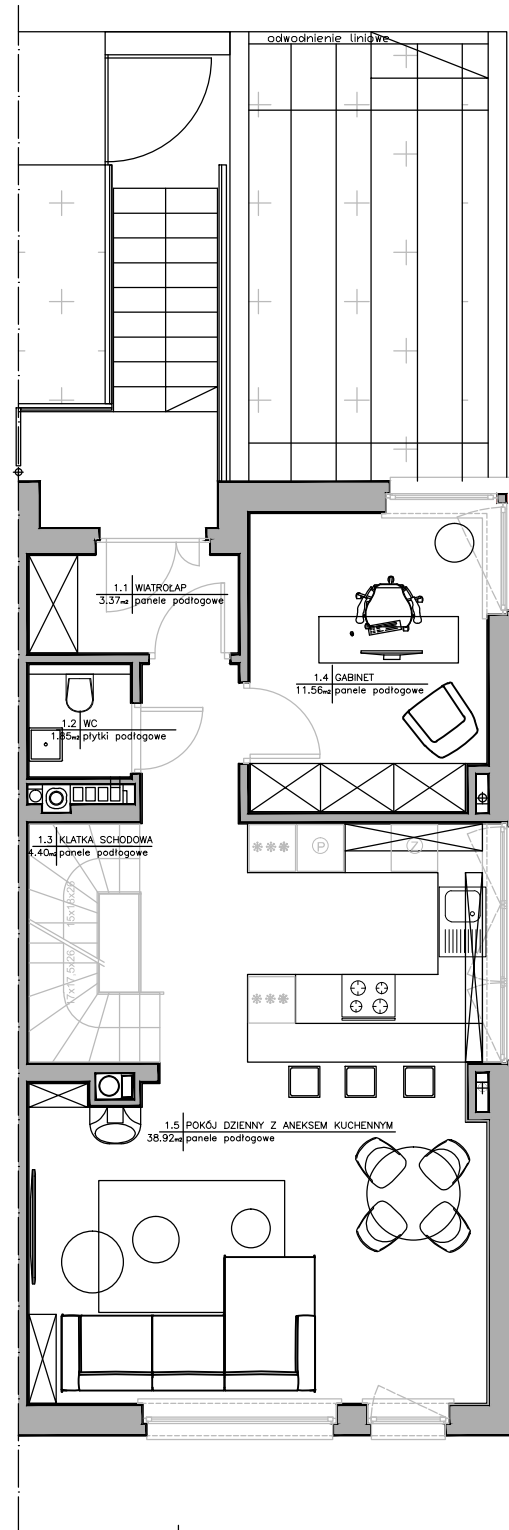 odwodnienie liniowe
1.1 WIATROŁAP
3.37m2 panele podłogowe
1.4 GABINET
11.56m2 panele podłogowe
1.2 WC
1.85m2 płytki podłogowe
1.3 KLATKA SCHODOWA
4.40m2 panele podłogowe
P
Z
15x18x26
17x17.5x26
1.5 POKÓJ DZIENNY Z ANEKSEM KUCHENNYM
38.92m2 panele podłogowe